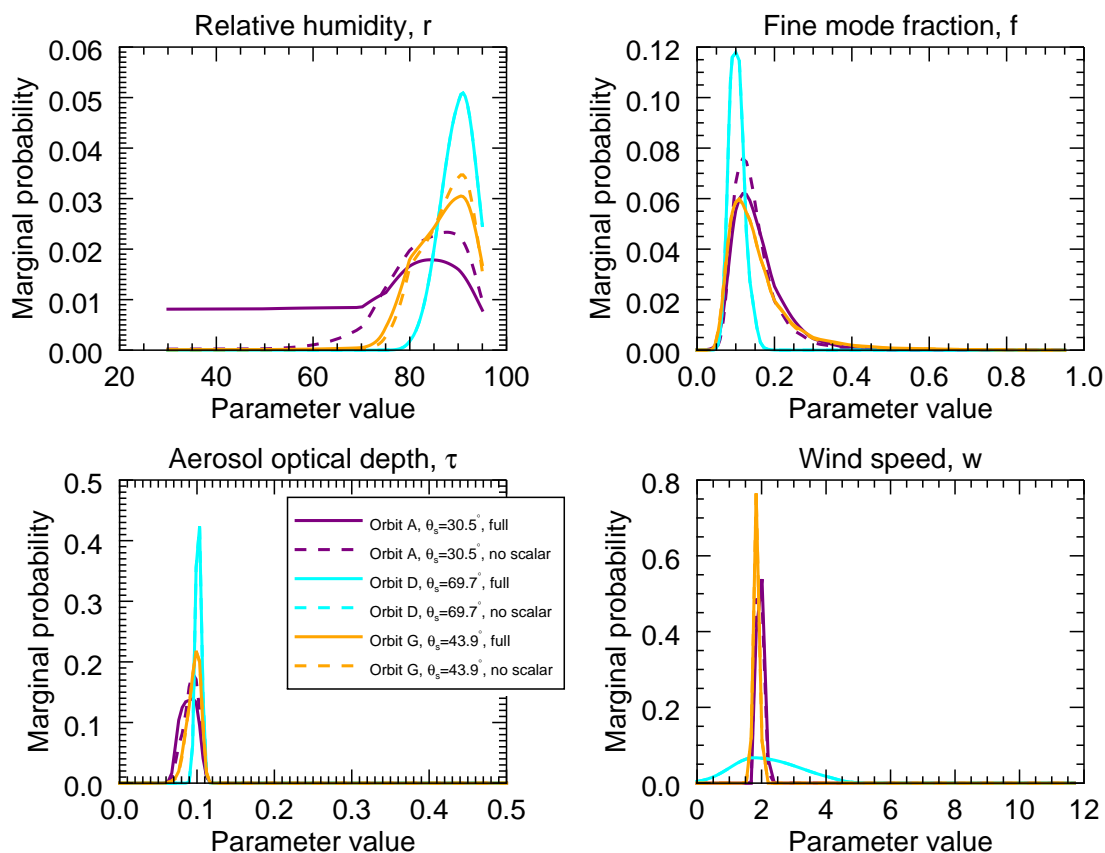 Relative humidity, r
Marginal probability
0.06
0.05
0.04
0.03
0.02
0.01
0.00
20 40 60 80 100
Parameter value
Fine mode fraction, f
Marginal probability
0.12
0.10
0.08
0.06
0.04
0.02
0.00
0.0 0.2 0.4 0.6 0.8 1.0
Parameter value
Aerosol optical depth, τ
Marginal probability
0.5
0.4
0.3
0.2
0.1
0.0
0.0 0.1 0.2 0.3 0.4 0.5
Parameter value
Orbit A, θs=30.5°, full
Orbit A, θs=30.5°, no scalar
Orbit D, θs=69.7°, full
Orbit D, θs=69.7°, no scalar
Orbit G, θs=43.9°, full
Orbit G, θs=43.9°, no scalar
Wind speed, w
Marginal probability
0.8
0.6
0.4
0.2
0.0
0 2 4 6 8 10 12
Parameter value